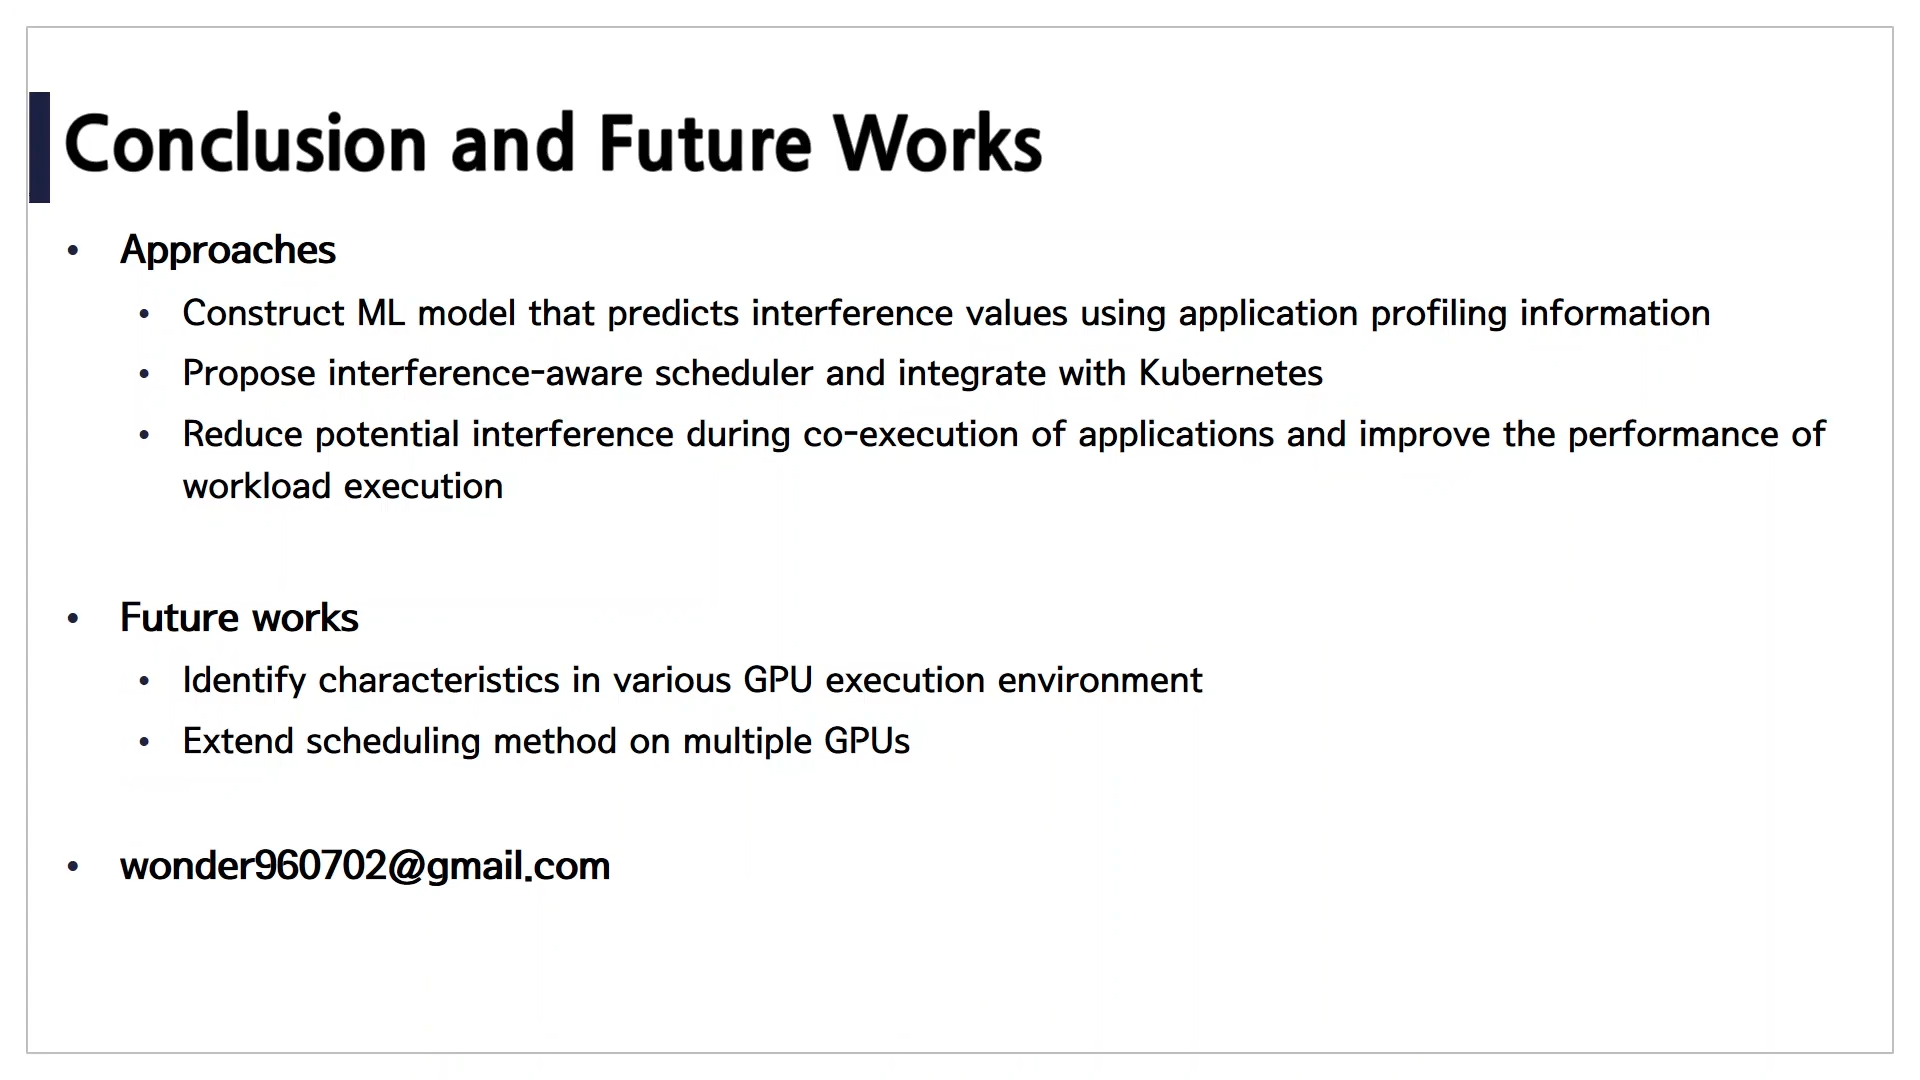 Conclusion and Future Works
• Approaches
• Construct ML model that predicts interference values using application profiling information
• Propose interference-aware scheduler and integrate with Kubernetes
• Reduce potential interference during co-execution of applications and improve the performance of
workload execution
• Future works
• Identify characteristics in various GPU execution environment
• Extend scheduling method on multiple GPUs
• wonder960702@gmail.com